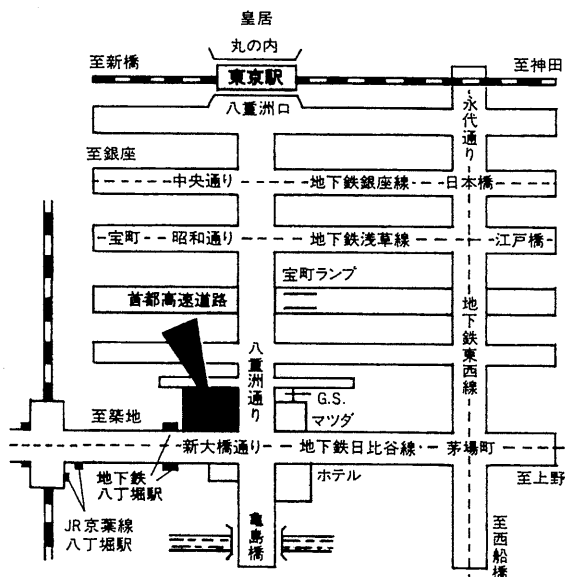 皇居
丸の内
至新橋
東京駅
至神田
八重洲口
永代通り
至銀座
中央通り
地下鉄銀座線
日本橋
宝町
昭和通り
地下鉄浅草線
江戸橋
宝町ランプ
首都高速道路
地下鉄東西線
八重洲通り
G.S.
マツダ
至築地
新大橋通り
地下鉄日比谷線
茅場町
地下鉄
八丁堀駅
ホテル
至上野
JR京葉線
八丁堀駅
亀島橋
至西船橋